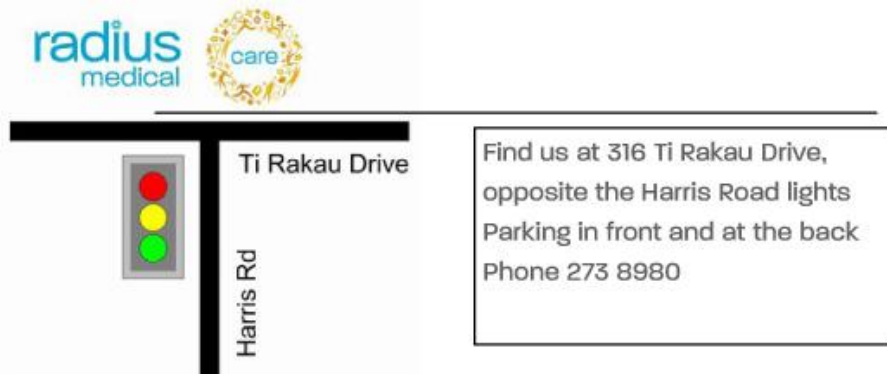 radius
medical
care
Ti Rakau Drive
Harris Rd
Find us at 316 Ti Rakau Drive,
opposite the Harris Road lights
Parking in front and at the back
Phone 273 8980